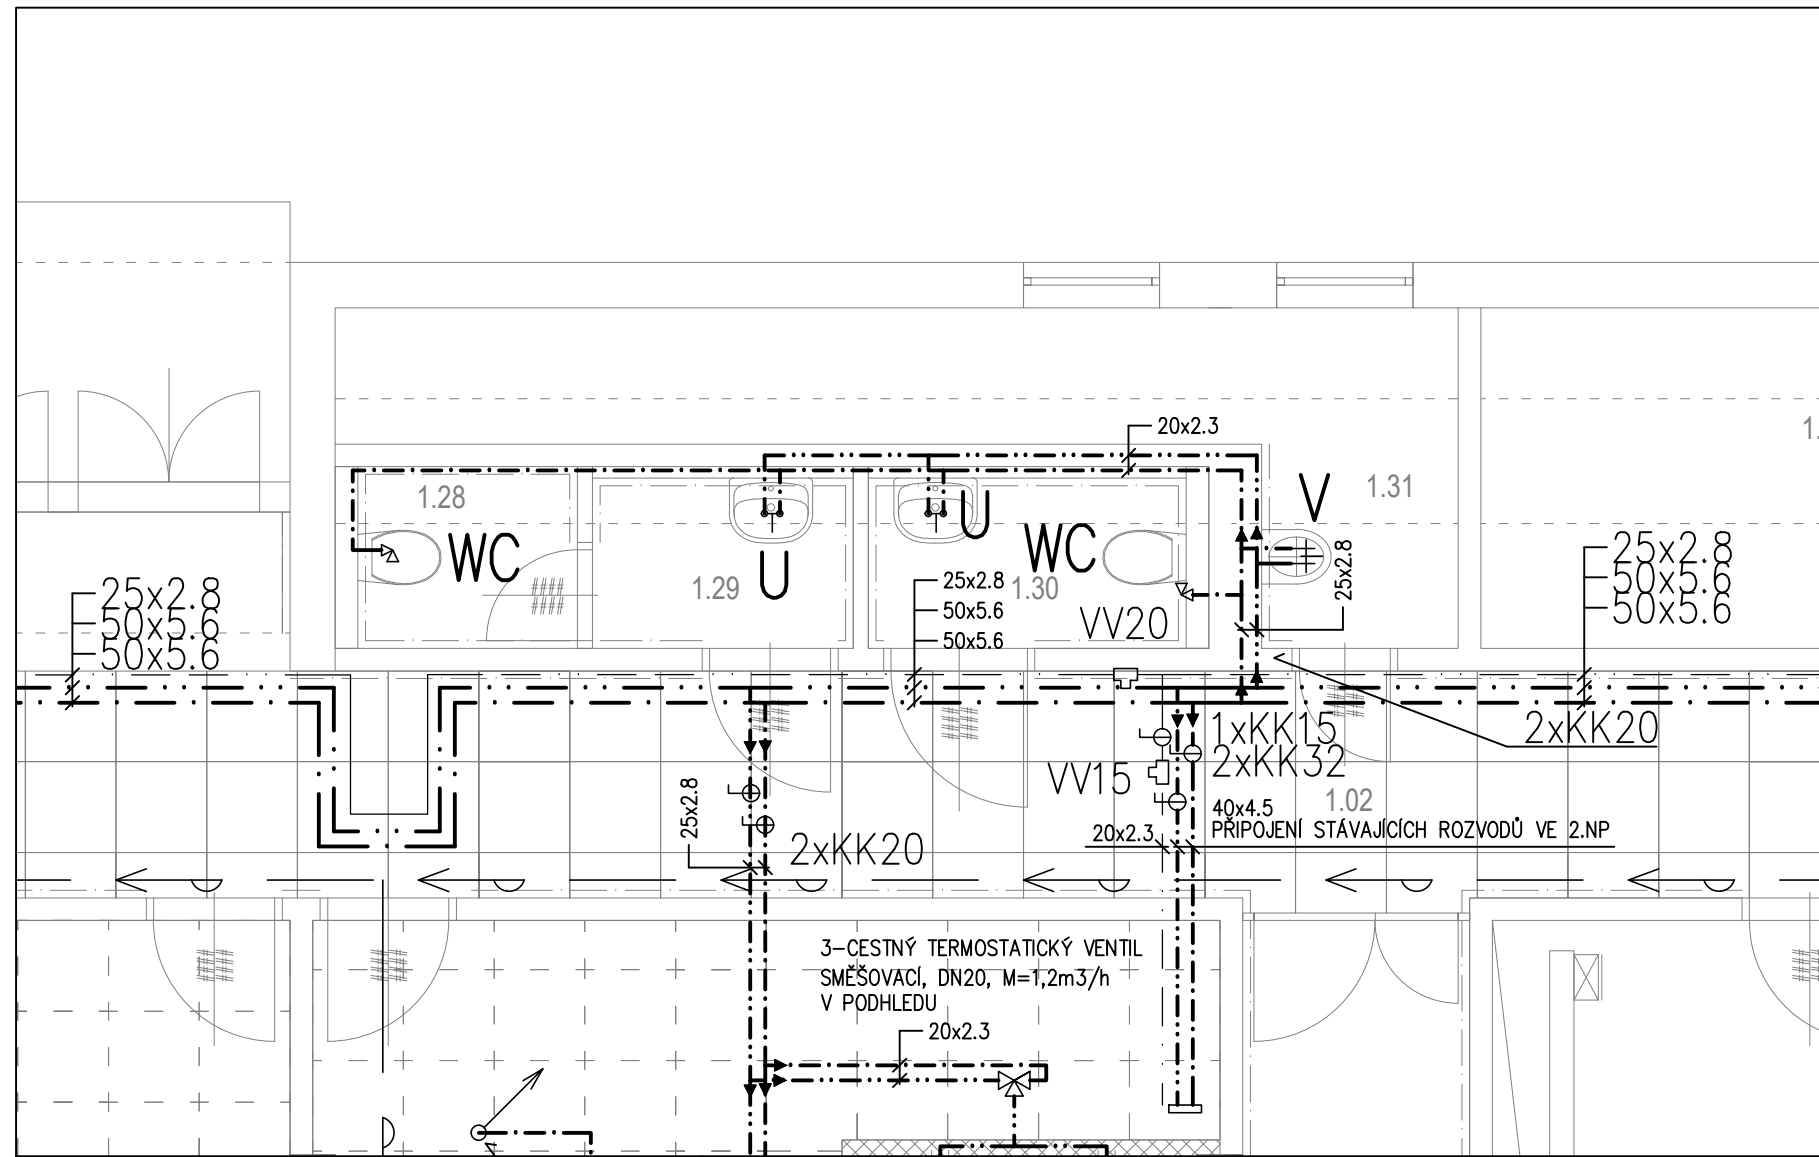 20x2.3
1.
1.28
V
1.31
U
WC
WC
25x2.8
25x2.8
50x5.6
50x5.6
1.29
U
25x2.8
50x5.6
50x5.6
1.30
VV20
25x2.8
25x2.8
50x5.6
50x5.6
1xKK15
2xKK32
2xKK20
VV15
1.02
25x2.8
40x4.5
20x2.3
PŘIPOJENÍ STÁVAJÍCÍCH ROZVODŮ VE 2.NP
2xKK20
3-CESTNÝ TERMOSTATICKÝ VENTIL
SMĚŠOVACÍ, DN20, M=1,2m3/h
V PODHLEDU
20x2.3